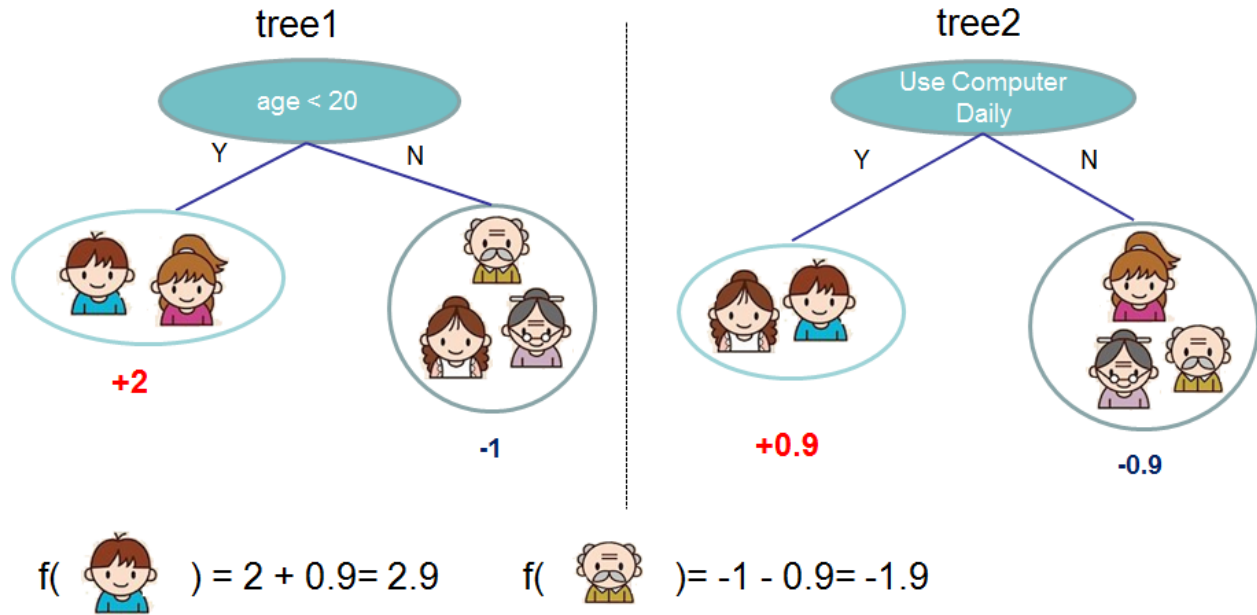 tree1
age < 20
Y
N
+2
-1
tree2
Use Computer
Daily
Y
N
+0.9
-0.9
f( ) = 2 + 0.9= 2.9
f( )= -1 - 0.9= -1.9